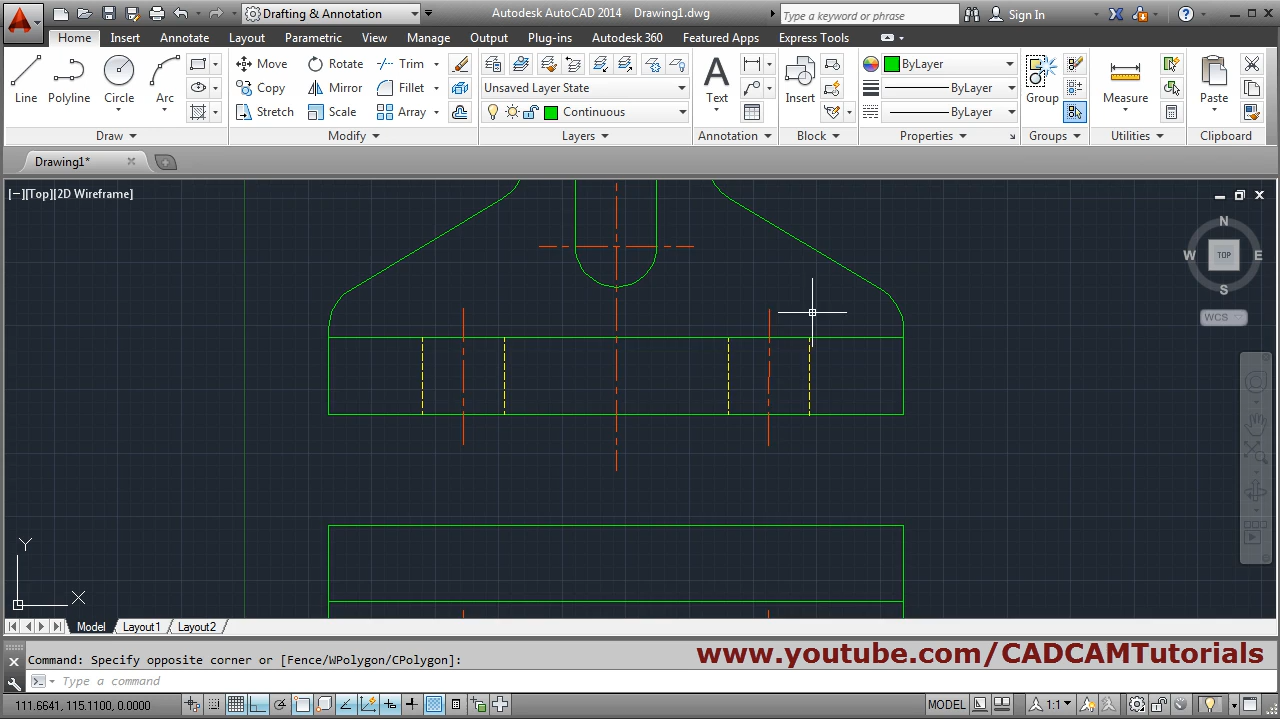 Drafting & Annotation
Autodesk AutoCAD 2014 Drawing1.dwg
Type a keyword or phrase
Sign In
Home Insert Annotate Layout Parametric View Manage Output Plug-ins Autodesk 360 Featured Apps Express Tools
Line Polyline Circle Arc
Move Rotate Trim
Copy Mirror Fillet
Stretch Scale Array
Unsaved Layer State
Continuous
Text
Insert
ByLayer
ByLayer
ByLayer
Group
Measure
Paste
Draw Modify Layers Annotation Block Properties Groups Utilities Clipboard
Drawing1*
[−][Top][2D Wireframe]
N
W TOP E
S
WCS
Y
X
Model Layout1 Layout2
Command: Specify opposite corner or [Fence/WPolygon/CPolygon]:
www.youtube.com/CADCAMTutorials
Type a command
111.6641, 115.1100, 0.0000
MODEL
1:1